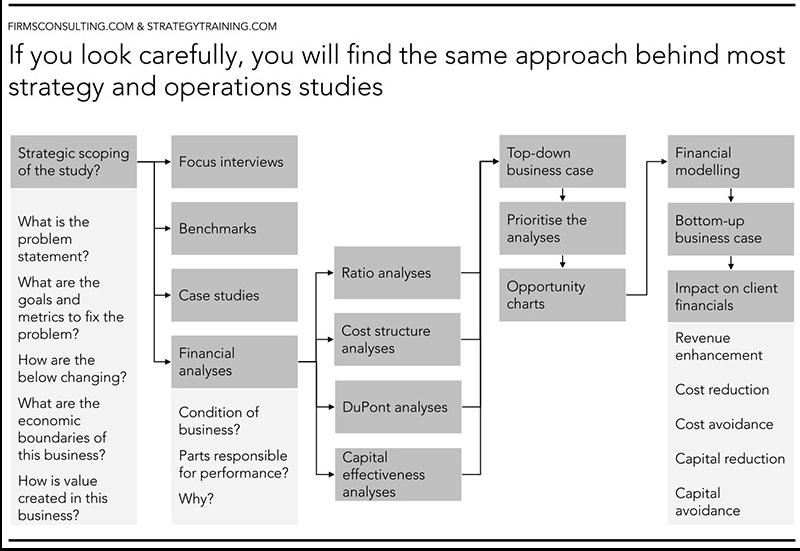 FIRMSCONSULTING.COM & STRATEGYTRAINING.COM
If you look carefully, you will find the same approach behind most
strategy and operations studies
Strategic scoping
of the study?
What is the
problem
statement?
What are the
goals and
metrics to fix the
problem?
How are the
below changing?
What are the
economic
boundaries of
this business?
How is value
created in this
business?
Focus interviews
Benchmarks
Case studies
Financial
analyses
Condition of
business?
Parts responsible
for performance?
Why?
Ratio analyses
Cost structure
analyses
DuPont analyses
Capital
effectiveness
analyses
Top-down
business case
Prioritise the
analyses
Opportunity
charts
Financial
modelling
Bottom-up
business case
Impact on client
financials
Revenue
enhancement
Cost reduction
Cost avoidance
Capital reduction
Capital
avoidance